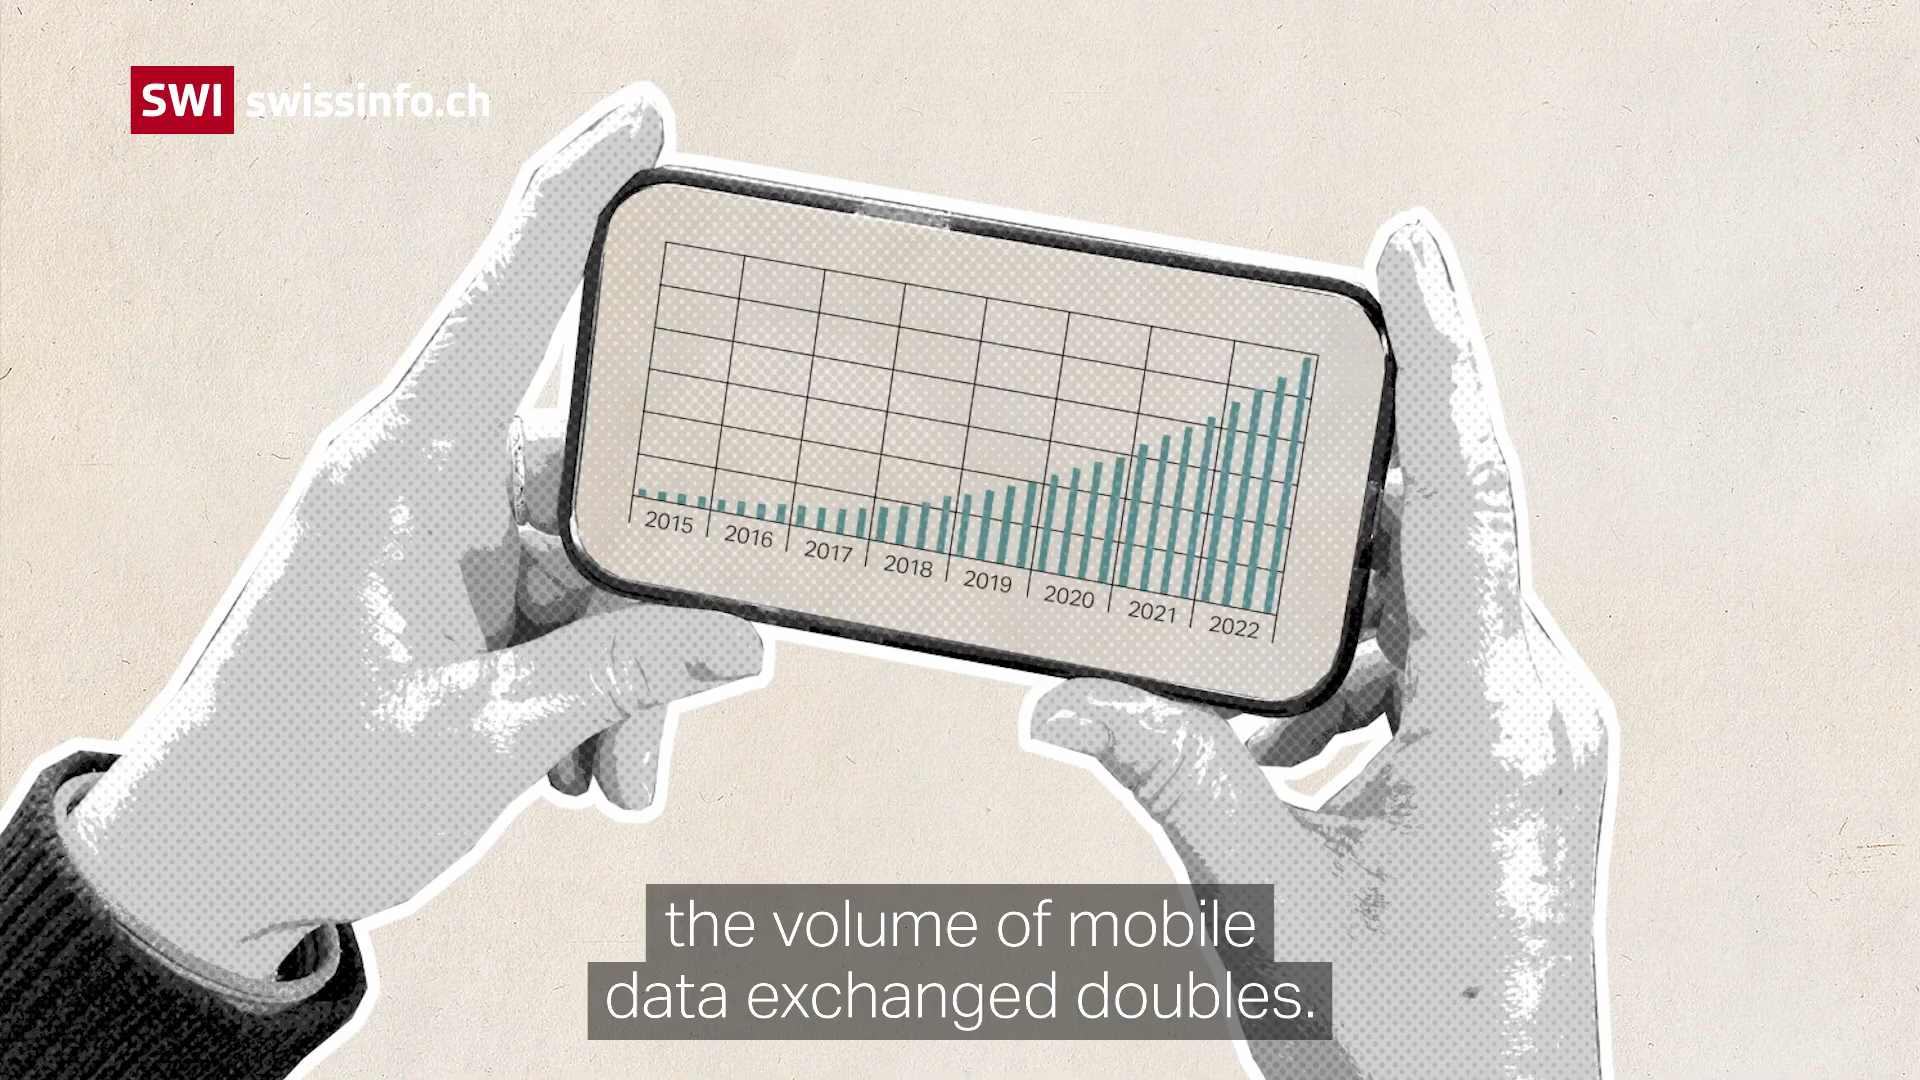 SWI swissinfo.ch
2015 2016 2017 2018 2019 2020 2021 2022
the volume of mobile
data exchanged doubles.